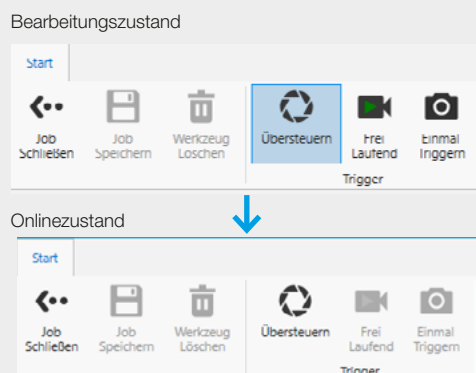 Bearbeitungszustand
Start
Job Job Werkzeug Übersteuern Frei Einmal
Schließen Speichern Löschen Laufend Triggern
Trigger
Onlinezustand
Start
Job Job Werkzeug Übersteuern Frei Einmal
Schließen Speichern Löschen Laufend Triggern
Trigger